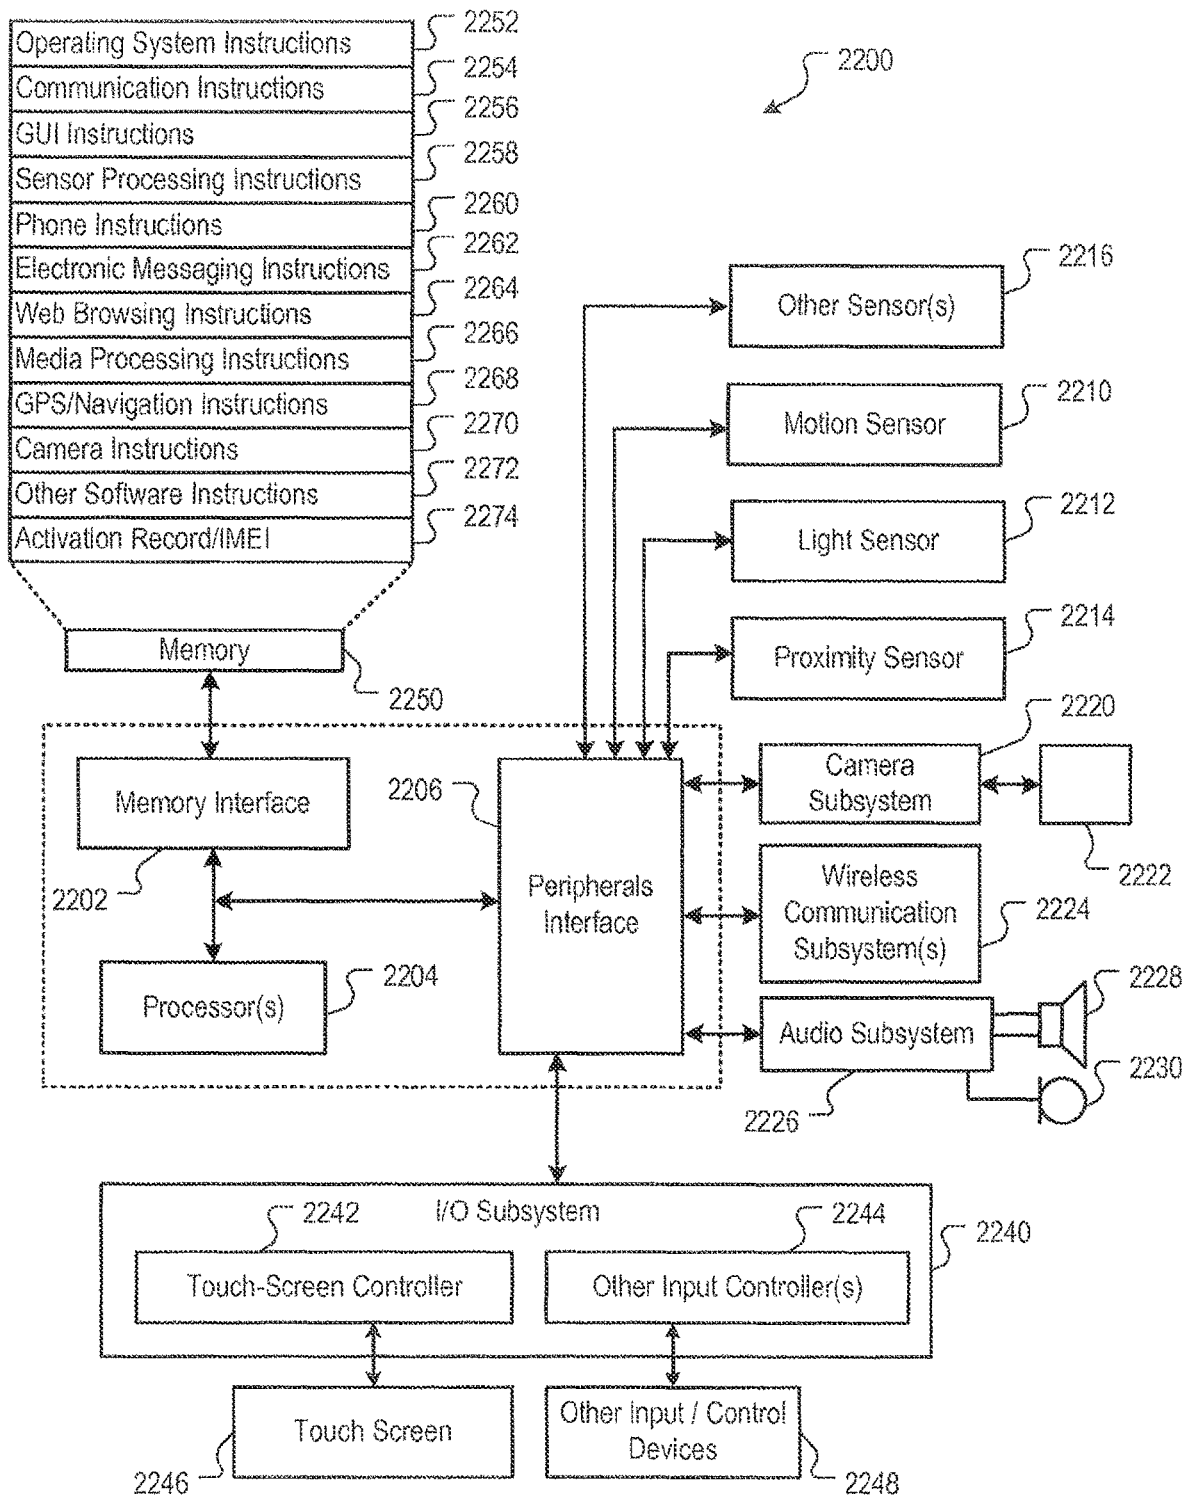 2252
Operating System Instructions
2254
Communication Instructions
2256
GUI Instructions
2258
Sensor Processing Instructions
2260
Phone Instructions
2262
Electronic Messaging Instructions
2264
Web Browsing Instructions
2266
Media Processing Instructions
2268
GPS/Navigation Instructions
2270
Camera Instructions
2272
Other Software Instructions
2274
Activation Record/IMEI
Memory
2250
2200
2216
Other Sensor(s)
2210
Motion Sensor
2212
Light Sensor
2214
Proximity Sensor
2220
Camera
Subsystem
2222
Memory Interface
2202
2206
Peripherals
Interface
Wireless
Communication
Subsystem(s)
2224
2204
Processor(s)
2228
Audio Subsystem
2230
2226
I/O Subsystem
2242
2244
2240
Touch-Screen Controller
Other Input Controller(s)
Touch Screen
Other Input / Control
Devices
2246
2248